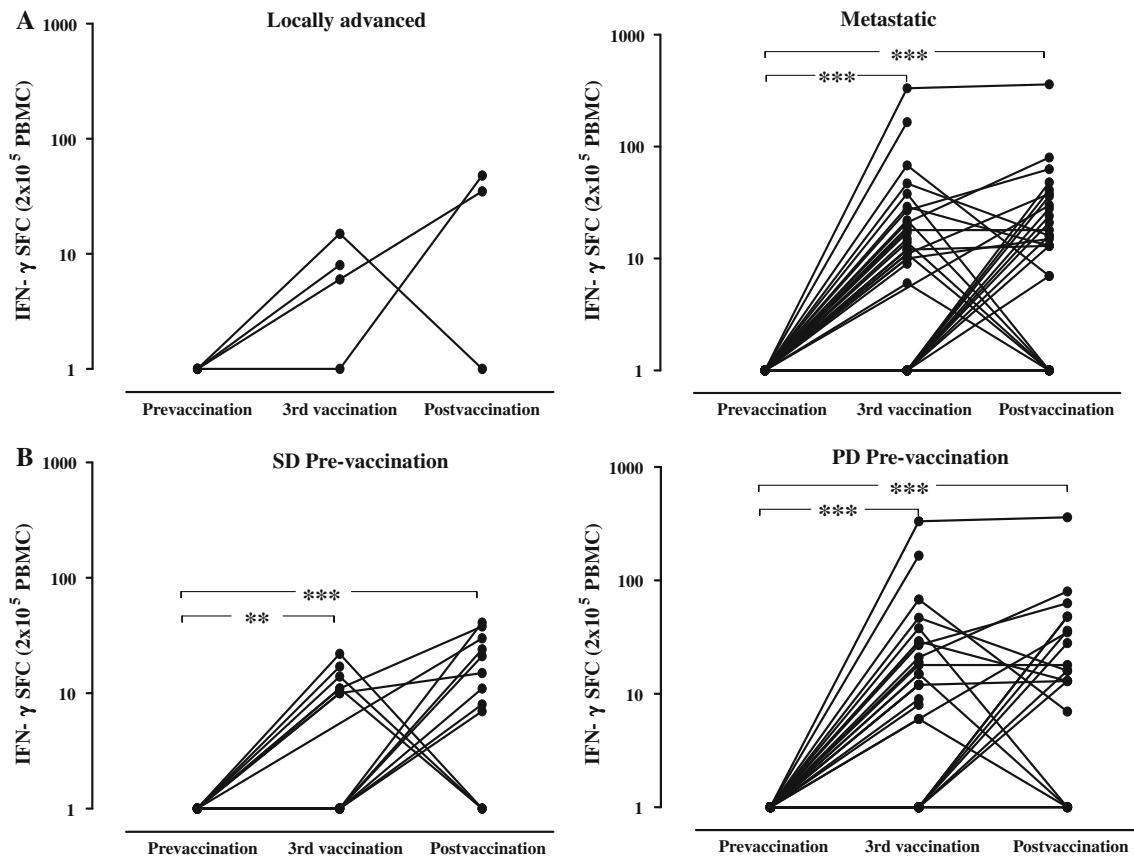 A
Locally advanced
IFN- γ SFC (2x10⁵ PBMC)
1000
100
10
1
Prevaccination 3rd vaccination Postvaccination
Metastatic
IFN- γ SFC (2x10⁵ PBMC)
1000
100
10
1
***
***
Prevaccination 3rd vaccination Postvaccination
B
SD Pre-vaccination
IFN- γ SFC (2x10⁵ PBMC)
1000
100
10
1
***
**
Prevaccination 3rd vaccination Postvaccination
PD Pre-vaccination
IFN- γ SFC (2x10⁵ PBMC)
1000
100
10
1
***
***
Prevaccination 3rd vaccination Postvaccination